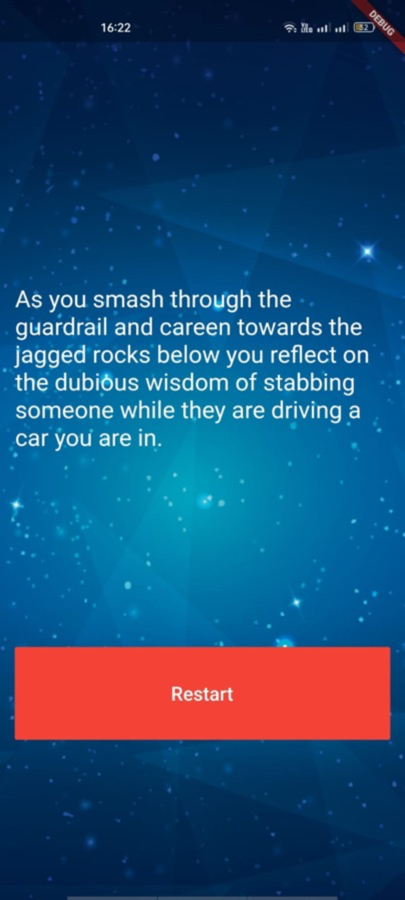 16:22
DEBUG
As you smash through the
guardrail and careen towards the
jagged rocks below you reflect on
the dubious wisdom of stabbing
someone while they are driving a
car you are in.
Restart